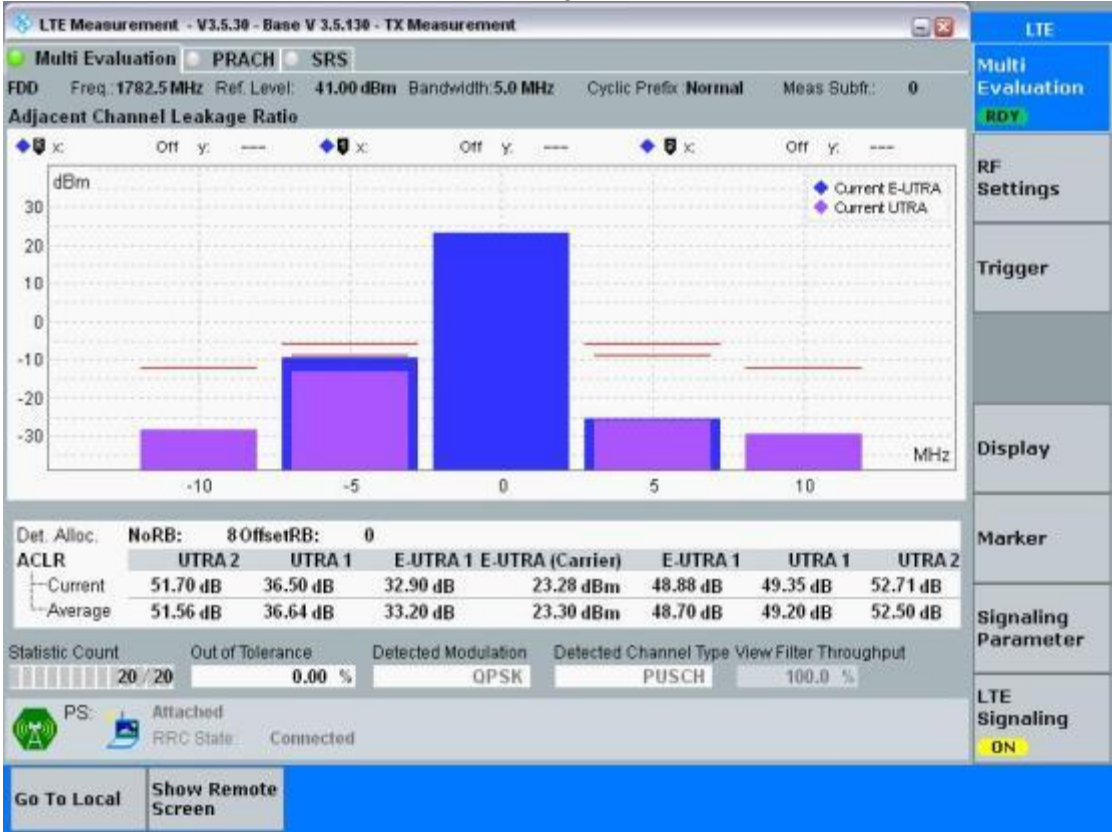 LTE Measurement - V3.5.30 - Base V 3.5.130 - TX Measurement
Multi Evaluation PRACH SRS
FDD Freq.: 1782.5 MHz Ref. Level: 41.00 dBm Bandwidth: 5.0 MHz Cyclic Prefix : Normal Meas Subfr.: 0
Adjacent Channel Leakage Ratio
x: Off y: --- x: Off y: --- x: Off y: ---
dBm
Current E-UTRA
Current UTRA
30
20
10
0
-10
-20
-30
MHz
-10 -5 0 5 10
Det. Alloc. NoRB: 8 OffsetRB: 0
ACLR UTRA 2 UTRA 1 E-UTRA 1 E-UTRA (Carrier) E-UTRA 1 UTRA 1 UTRA 2
Current 51.70 dB 36.50 dB 32.90 dB 23.28 dBm 48.88 dB 49.35 dB 52.71 dB
Average 51.56 dB 36.64 dB 33.20 dB 23.30 dBm 48.70 dB 49.20 dB 52.50 dB
Statistic Count Out of Tolerance Detected Modulation Detected Channel Type View Filter Throughput
20 / 20 0.00 % QPSK PUSCH 100.0 %
PS: Attached
RRC State: Connected
Go To Local
Show Remote
Screen
LTE
Multi
Evaluation
RDY
RF
Settings
Trigger
Display
Marker
Signaling
Parameter
LTE
Signaling
ON